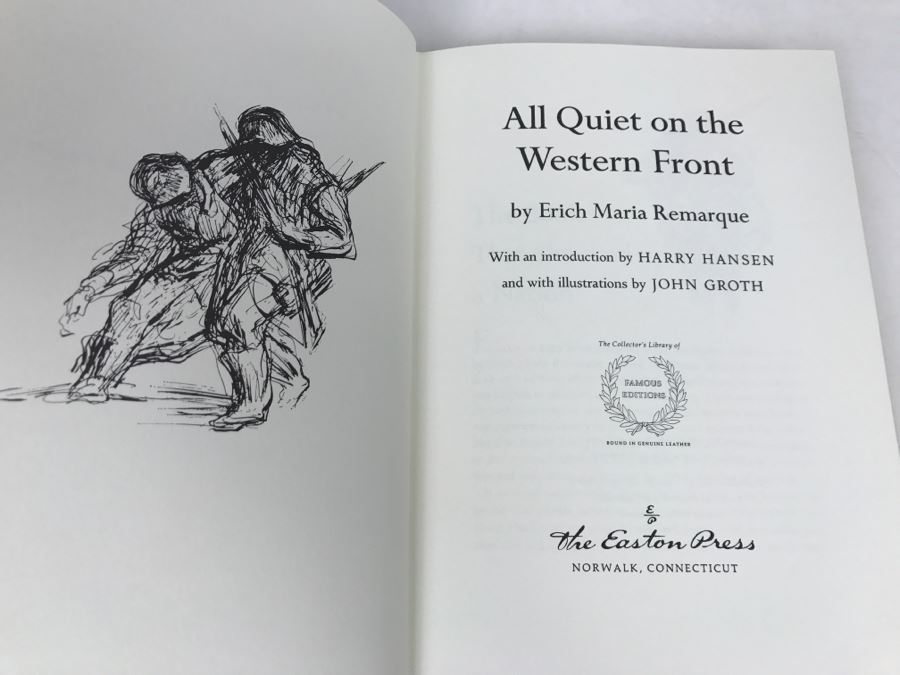 All Quiet on the
Western Front
by Erich Maria Remarque
With an introduction by HARRY HANSEN
and with illustrations by JOHN GROTH
The Collector's Library of
FAMOUS
EDITIONS
BOUND IN GENUINE LEATHER
E
P
The Easton Press
NORWALK, CONNECTICUT